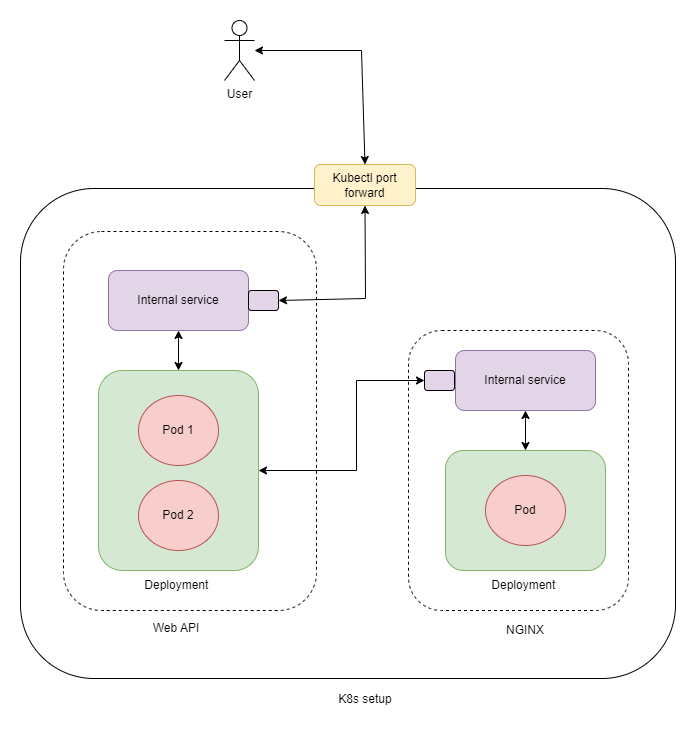 User
Kubectl port
forward
Internal service
Pod 1
Pod 2
Deployment
Web API
Internal service
Pod
Deployment
NGINX
K8s setup